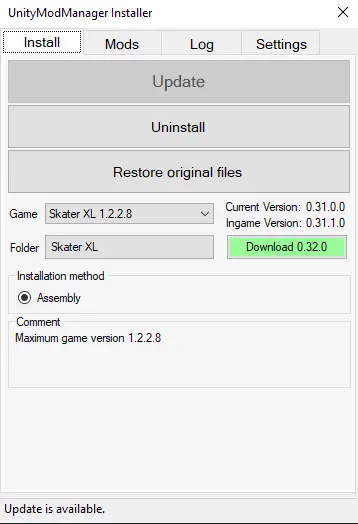 UnityModManager Installer
Install Mods Log Settings
Update
Uninstall
Restore original files
Game Skater XL 1.2.2.8 Current Version: 0.31.0.0
Ingame Version: 0.31.1.0
Folder Skater XL Download 0.32.0
Installation method
Assembly
Comment
Maximum game version 1.2.2.8
Update is available.